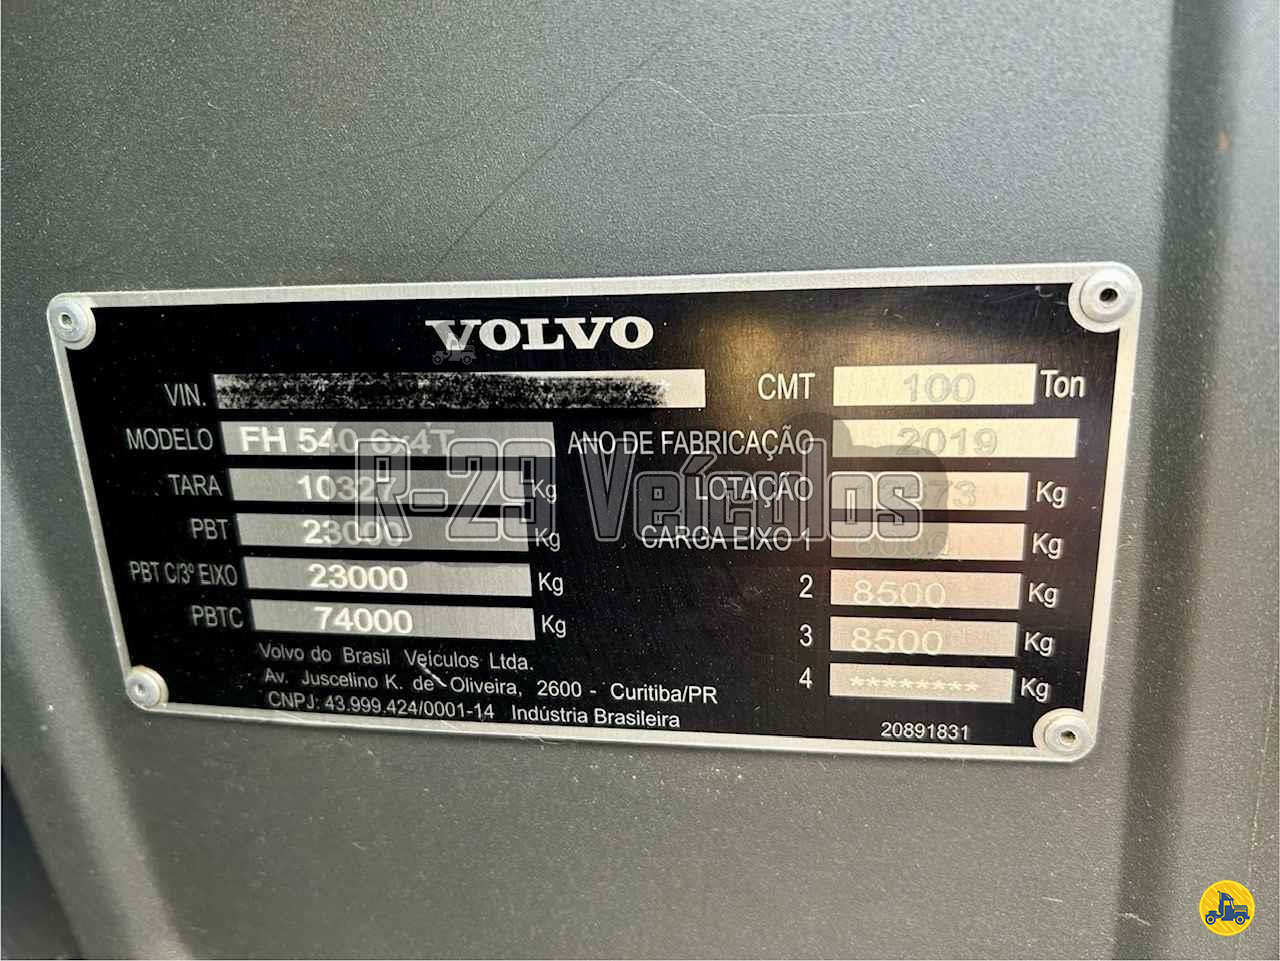 VOLVO
VIN. CMT 100 Ton
MODELO FH 540 6x4T ANO DE FABRICAÇÃO 2019
TARA 10327 Kg LOTAÇÃO Kg
R-29 Veículos
PBT 23000 Kg CARGA EIXO 1 6000 Kg
PBT C/3º EIXO 23000 Kg 2 8500 Kg
PBTC 74000 Kg 3 8500 Kg
4 ******** Kg
Volvo do Brasil Veículos Ltda.
Av. Juscelino K. de Oliveira, 2600 - Curitiba/PR
CNPJ: 43.999.424/0001-14 Indústria Brasileira
20891831